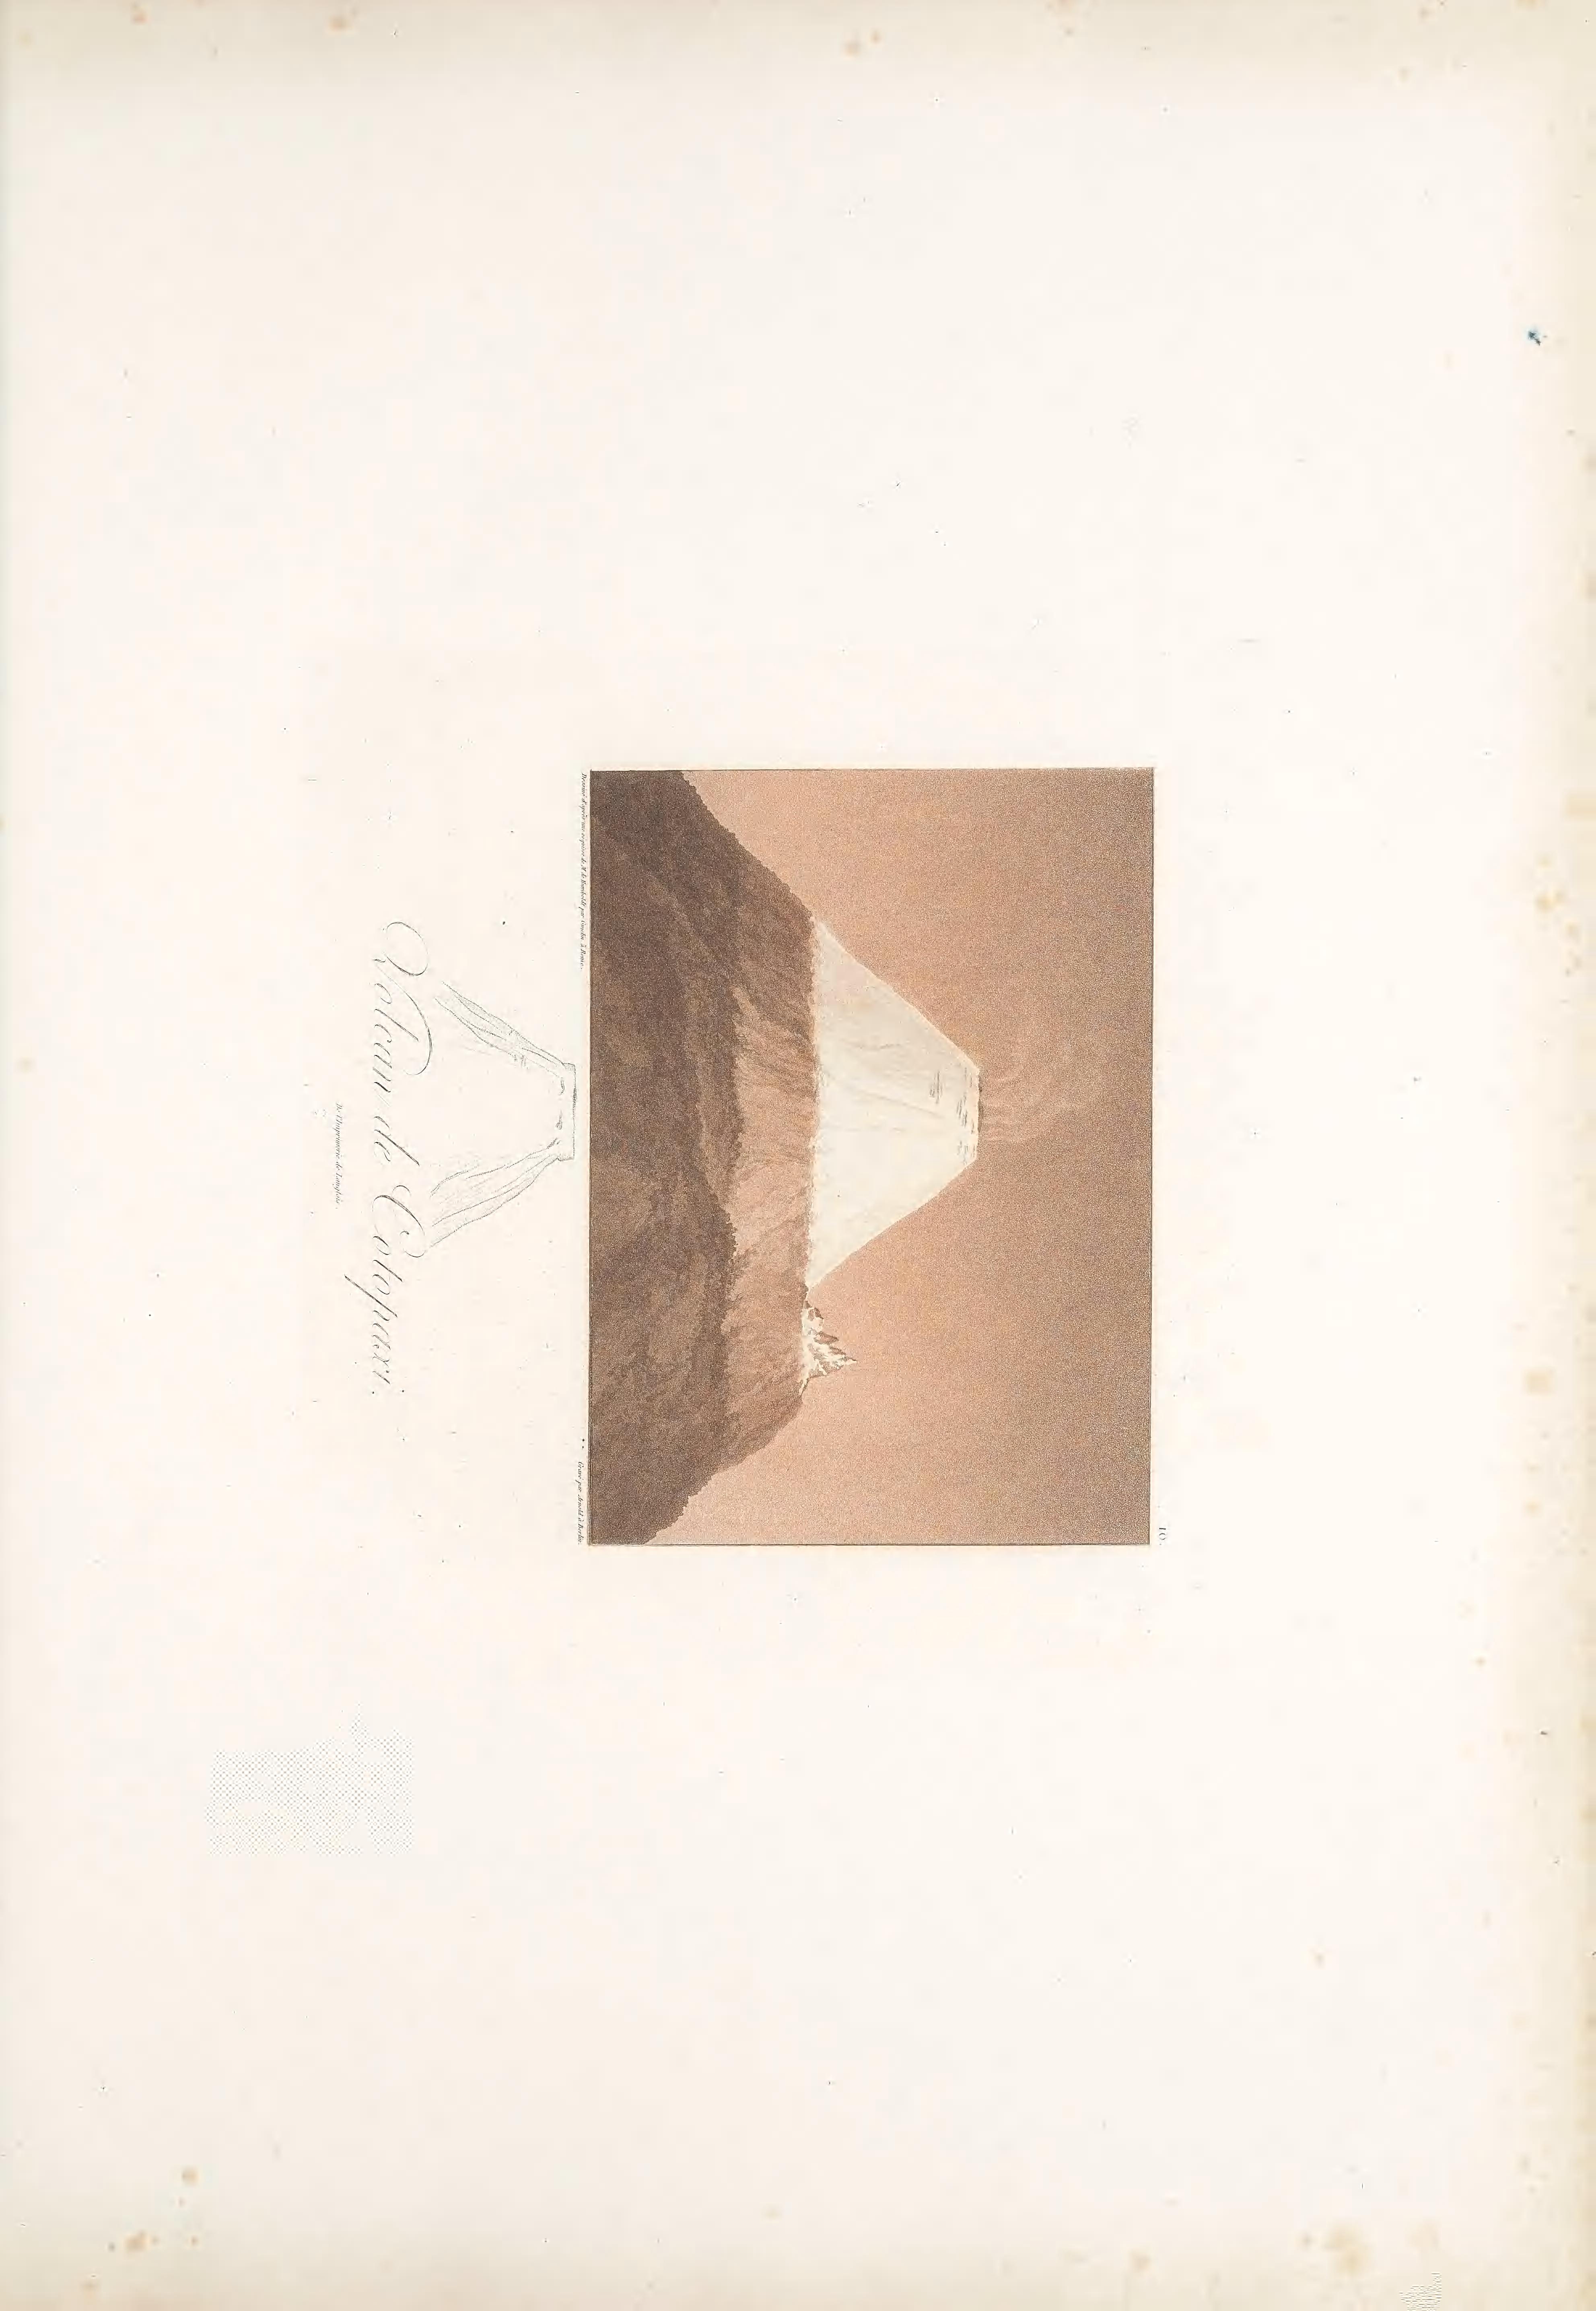 10.
Dessiné d'après une esquisse de M. de Humboldt par Gmelin à Rome.
Gravé par Arnold à Berlin.
Volcan de Cotopaxi.
De l'Imprimerie de Langlois.